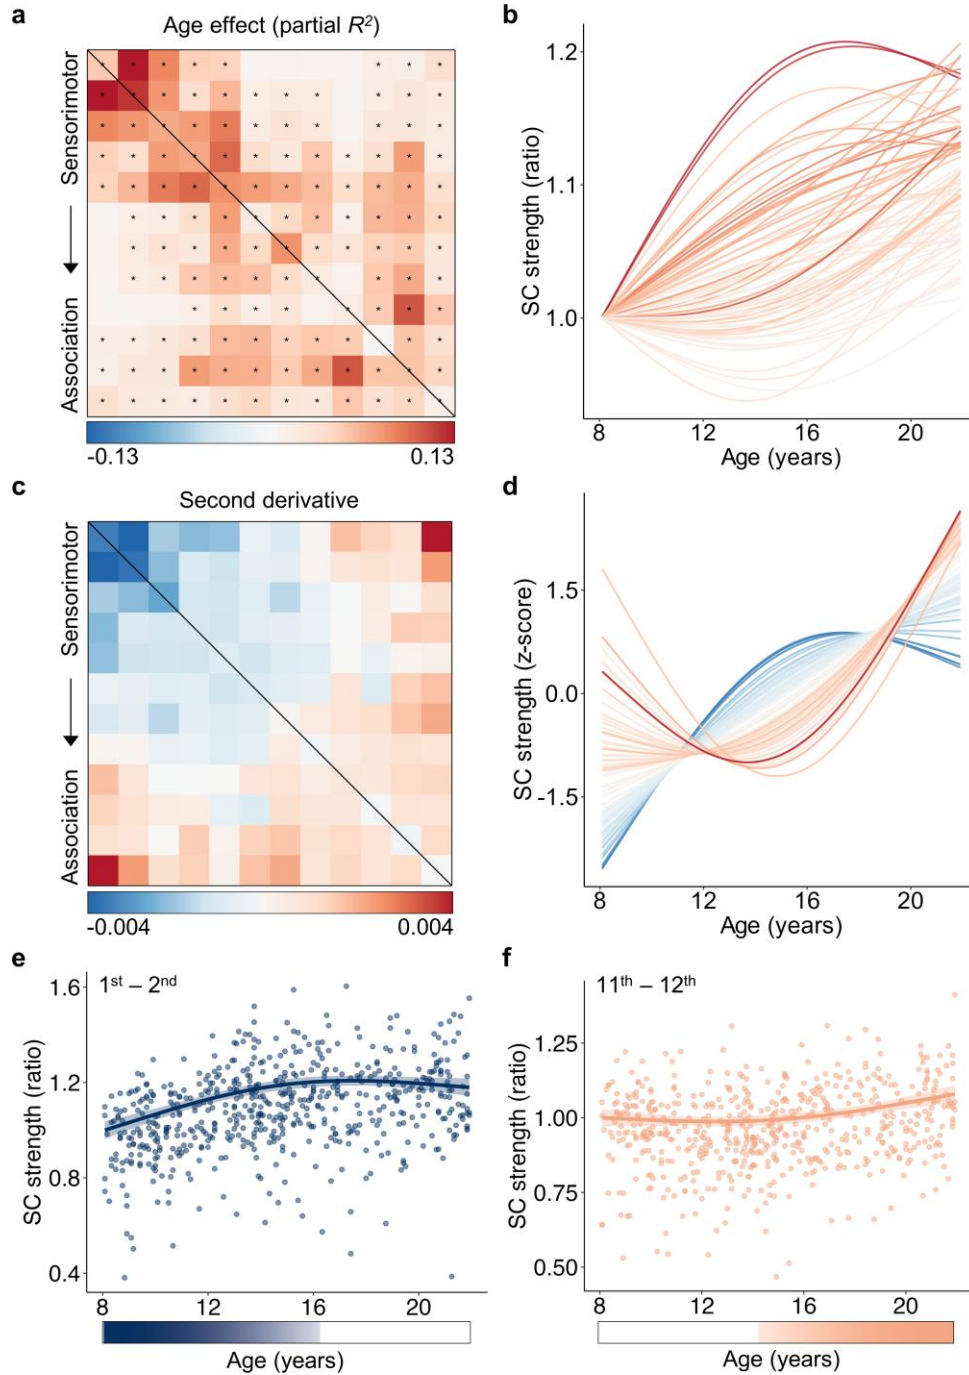 a
Age effect (partial R²)
Sensorimotor
Association
-0.13
0.13
b
SC strength (ratio)
1.2
1.1
1.0
8
12
16
20
Age (years)
c
Second derivative
Sensorimotor
Association
-0.004
0.004
d
SC strength (z-score)
1.5
0.0
-1.5
8
12
16
20
Age (years)
e
1st – 2nd
SC strength (ratio)
1.6
1.2
0.8
0.4
8
12
16
20
Age (years)
f
11th – 12th
SC strength (ratio)
1.25
1.00
0.75
0.50
8
12
16
20
Age (years)